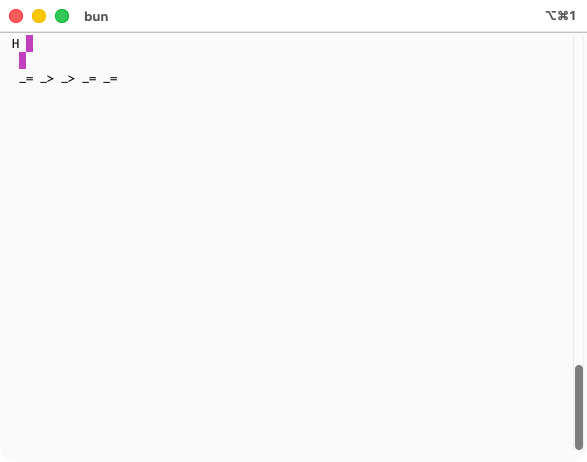 bun
⌥⌘1
H
_= _> _> _= _=